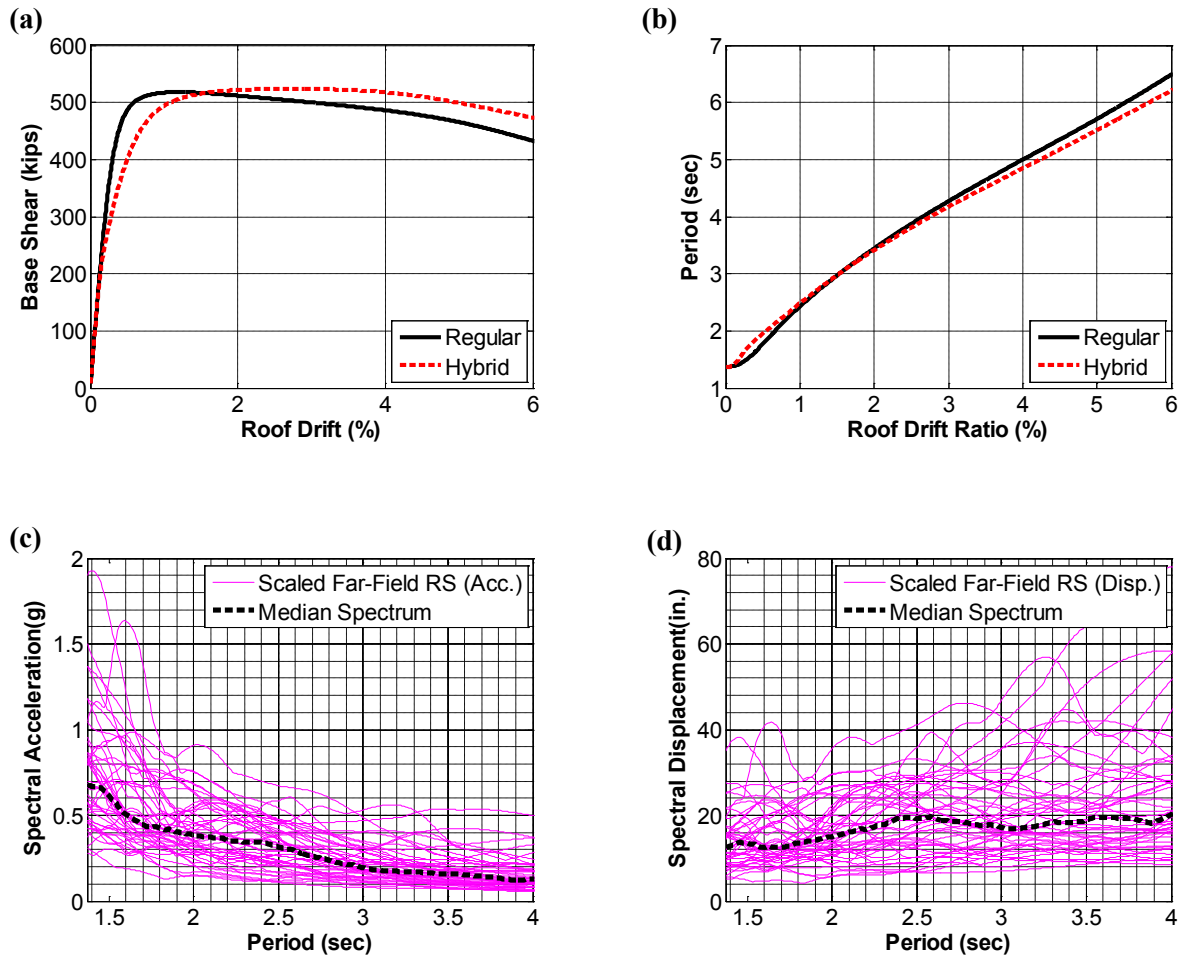 (a)
600
500
400
300
200
100
0
Base Shear (kips)
Regular
Hybrid
0 2 4 6
Roof Drift (%)
(b)
7
6
5
4
3
2
1
Period (sec)
Regular
Hybrid
0 1 2 3 4 5 6
Roof Drift Ratio (%)
(c)
2
1.5
1
0.5
0
Spectral Acceleration(g)
Scaled Far-Field RS (Acc.)
Median Spectrum
1.5 2 2.5 3 3.5 4
Period (sec)
(d)
80
60
40
20
0
Spectral Displacement(in.)
Scaled Far-Field RS (Disp.)
Median Spectrum
1.5 2 2.5 3 3.5 4
Period (sec)